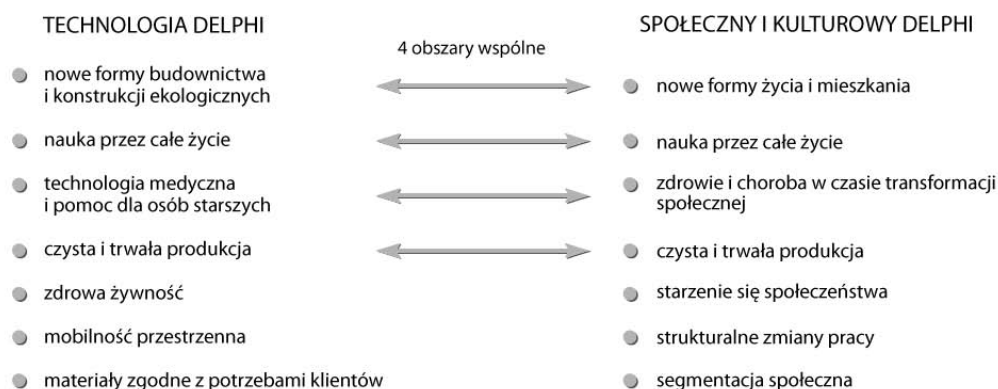 TECHNOLOGIA DELPHI
nowe formy budownictwa
i konstrukcji ekologicznych
nauka przez całe życie
technologia medyczna
i pomoc dla osób starszych
czysta i trwała produkcja
zdrowa żywność
mobilność przestrzenna
materiały zgodne z potrzebami klientów
4 obszary wspólne
SPOŁECZNY I KULTUROWY DELPHI
nowe formy życia i mieszkania
nauka przez całe życie
zdrowie i choroba w czasie transformacji
społecznej
czysta i trwała produkcja
starzenie się społeczeństwa
strukturalne zmiany pracy
segmentacja społeczna